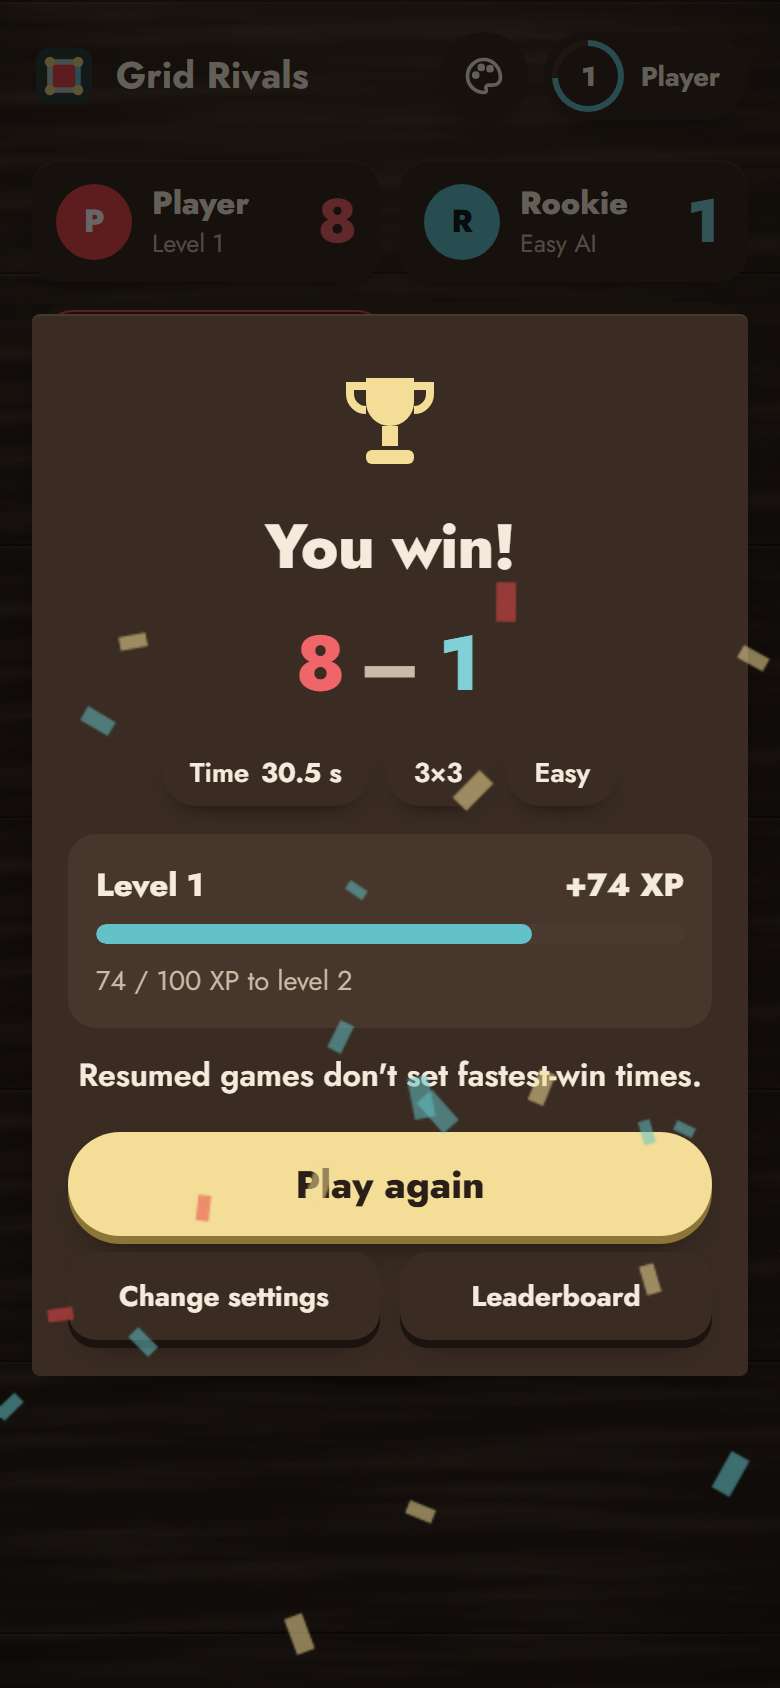 Grid Rivals
1 Player
P Player 8
Level 1
R Rookie 1
Easy AI
You win!
8 – 1
Time 30.5 s 3×3 Easy
Level 1 +74 XP
74 / 100 XP to level 2
Resumed games don't set fastest-win times.
Play again
Change settings Leaderboard